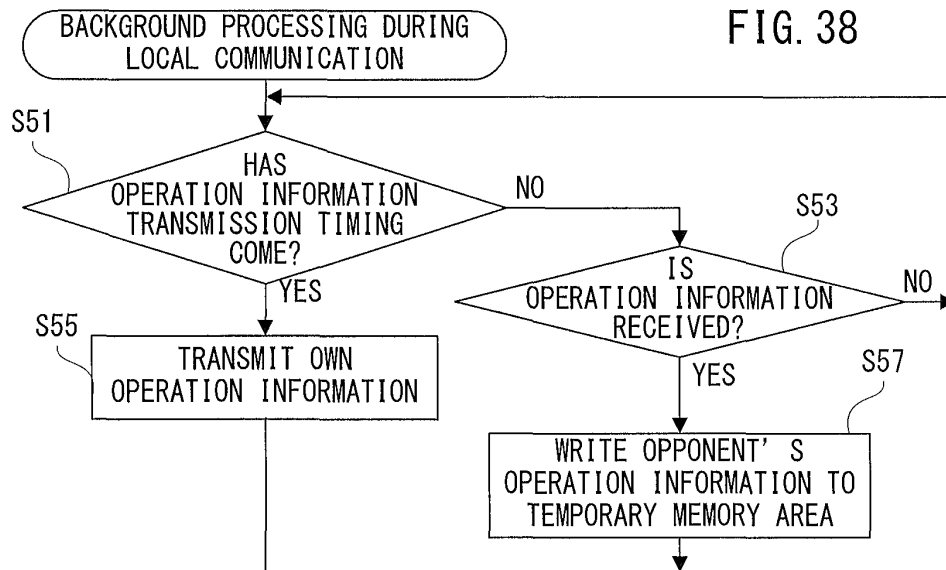 BACKGROUND PROCESSING DURING
LOCAL COMMUNICATION
FIG. 38
S51
HAS
OPERATION INFORMATION
TRANSMISSION TIMING
COME?
NO
YES
S53
IS
OPERATION INFORMATION
RECEIVED?
NO
YES
S55
TRANSMIT OWN
OPERATION INFORMATION
S57
WRITE OPPONENT' S
OPERATION INFORMATION TO
TEMPORARY MEMORY AREA